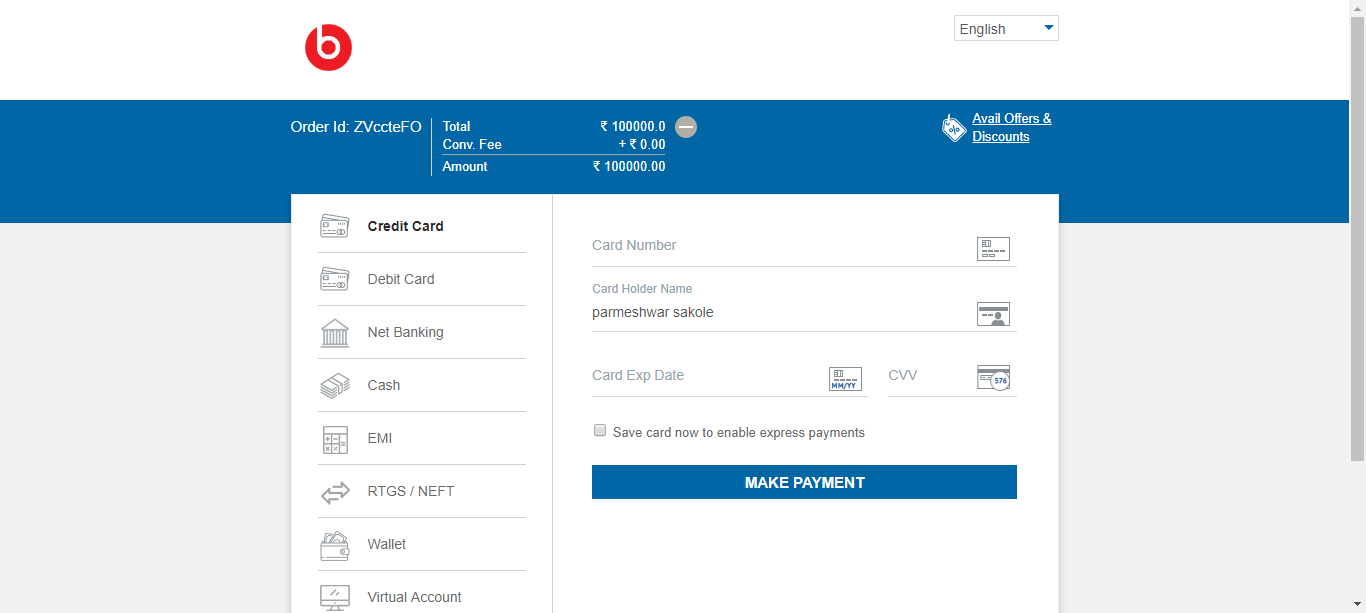 b
English
Order Id: ZVccteFO
Total ₹ 100000.0
Conv. Fee + ₹ 0.00
Amount ₹ 100000.00
Avail Offers &
Discounts
Credit Card
Debit Card
Net Banking
Cash
EMI
RTGS / NEFT
Wallet
Virtual Account
Card Number
Card Holder Name
parmeshwar sakole
Card Exp Date
MM/YY
CVV
576
Save card now to enable express payments
MAKE PAYMENT